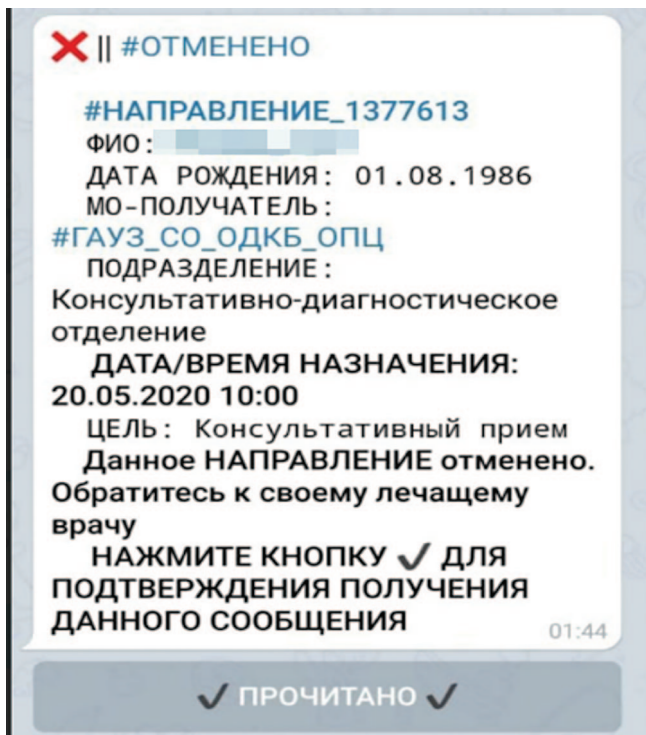 ❌ || #ОТМЕНЕНО
#НАПРАВЛЕНИЕ_1377613
ФИО:
ДАТА РОЖДЕНИЯ: 01.08.1986
МО-ПОЛУЧАТЕЛЬ:
#ГАУЗ_СО_ОДКБ_ОПЦ
ПОДРАЗДЕЛЕНИЕ:
Консультативно-диагностическое
отделение
ДАТА/ВРЕМЯ НАЗНАЧЕНИЯ:
20.05.2020 10:00
ЦЕЛЬ: Консультативный прием
Данное НАПРАВЛЕНИЕ отменено.
Обратитесь к своему лечащему
врачу
НАЖМИТЕ КНОПКУ ✔ ДЛЯ
ПОДТВЕРЖДЕНИЯ ПОЛУЧЕНИЯ
ДАННОГО СООБЩЕНИЯ
01:44
✔ ПРОЧИТАНО ✔